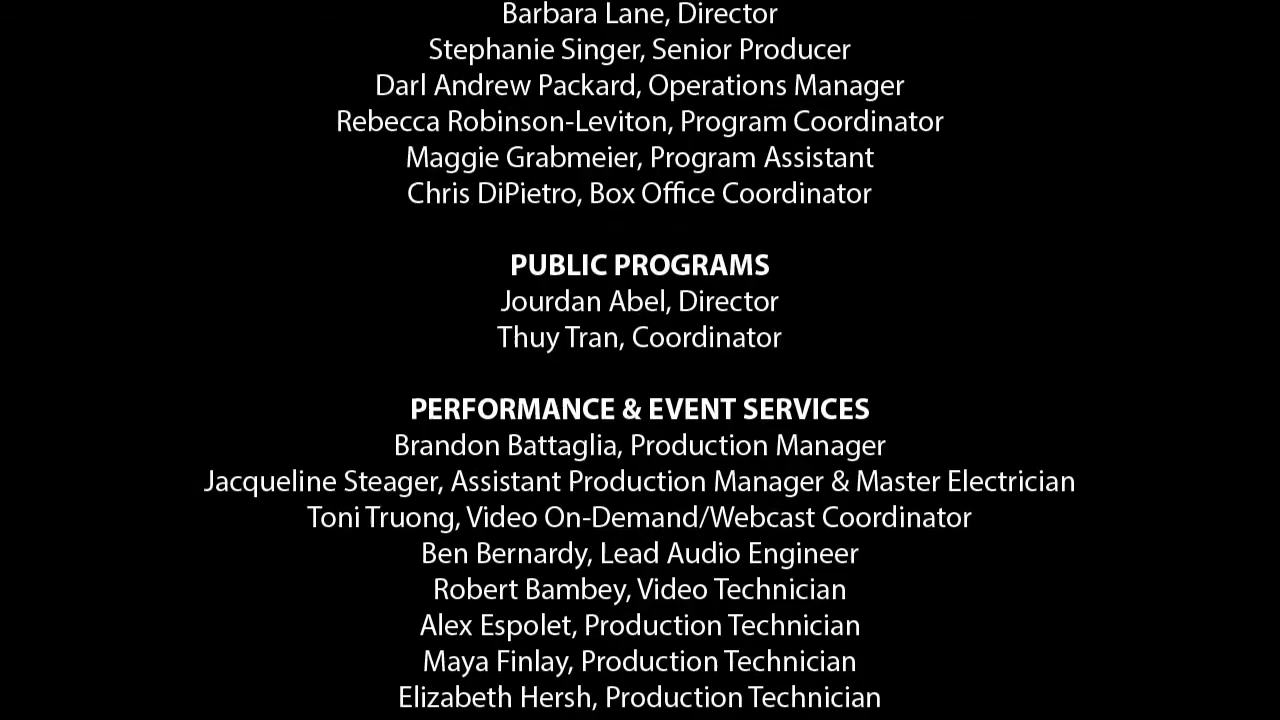 Barbara Lane, Director
Stephanie Singer, Senior Producer
Darl Andrew Packard, Operations Manager
Rebecca Robinson-Leviton, Program Coordinator
Maggie Grabmeier, Program Assistant
Chris DiPietro, Box Office Coordinator
PUBLIC PROGRAMS
Jourdan Abel, Director
Thuy Tran, Coordinator
PERFORMANCE & EVENT SERVICES
Brandon Battaglia, Production Manager
Jacqueline Steager, Assistant Production Manager & Master Electrician
Toni Truong, Video On-Demand/Webcast Coordinator
Ben Bernardy, Lead Audio Engineer
Robert Bambey, Video Technician
Alex Espolet, Production Technician
Maya Finlay, Production Technician
Elizabeth Hersh, Production Technician